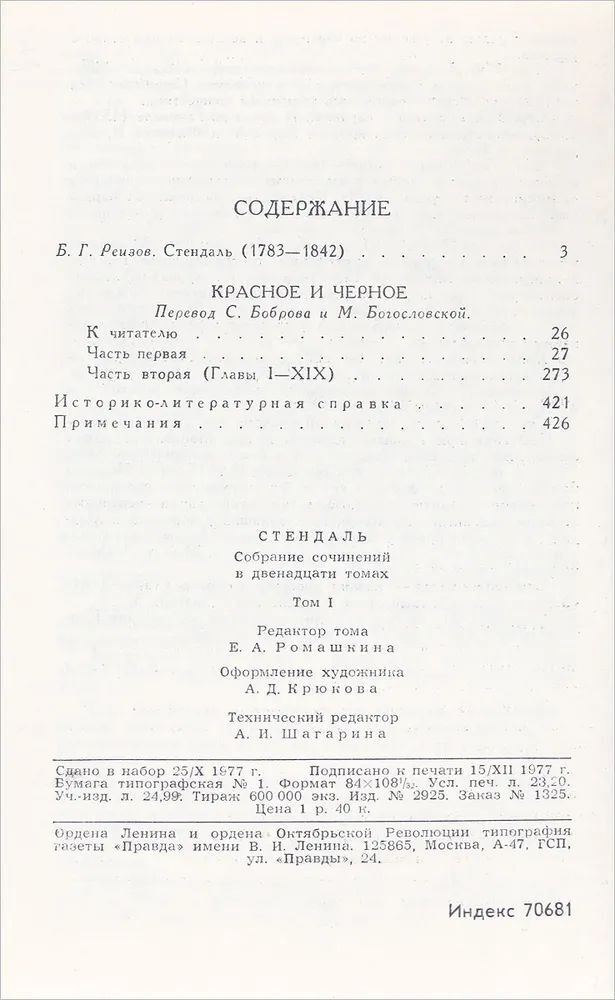 СОДЕРЖАНИЕ
Б. Г. Реизов. Стендаль (1783—1842) . . . . . . . . . 3
КРАСНОЕ И ЧЕРНОЕ
Перевод С. Боброва и М. Богословской.
К читателю . . . . . . . . . . . . . . . . . 26
Часть первая . . . . . . . . . . . . . . . . 27
Часть вторая (Главы I—XIX) . . . . . . . . . 273
Историко-литературная справка . . . . . . 421
Примечания . . . . . . . . . . . . . . . . 426
СТЕНДАЛЬ
Собрание сочинений
в двенадцати томах
Том I
Редактор тома
Е. А. Ромашкина
Оформление художника
А. Д. Крюкова
Технический редактор
А. И. Шагарина
Сдано в набор 25/X 1977 г. Подписано к печати 15/XII 1977 г.
Бумага типографская № 1. Формат 84×108¹/₃₂. Усл. печ. л. 23,20.
Уч.-изд. л. 24,99. Тираж 600 000 экз. Изд. № 2925. Заказ № 1325.
Цена 1 р. 40 к.
Ордена Ленина и ордена Октябрьской Революции типография
газеты «Правда» имени В. И. Ленина. 125865, Москва, А-47, ГСП,
ул. «Правды», 24.
Индекс 70681